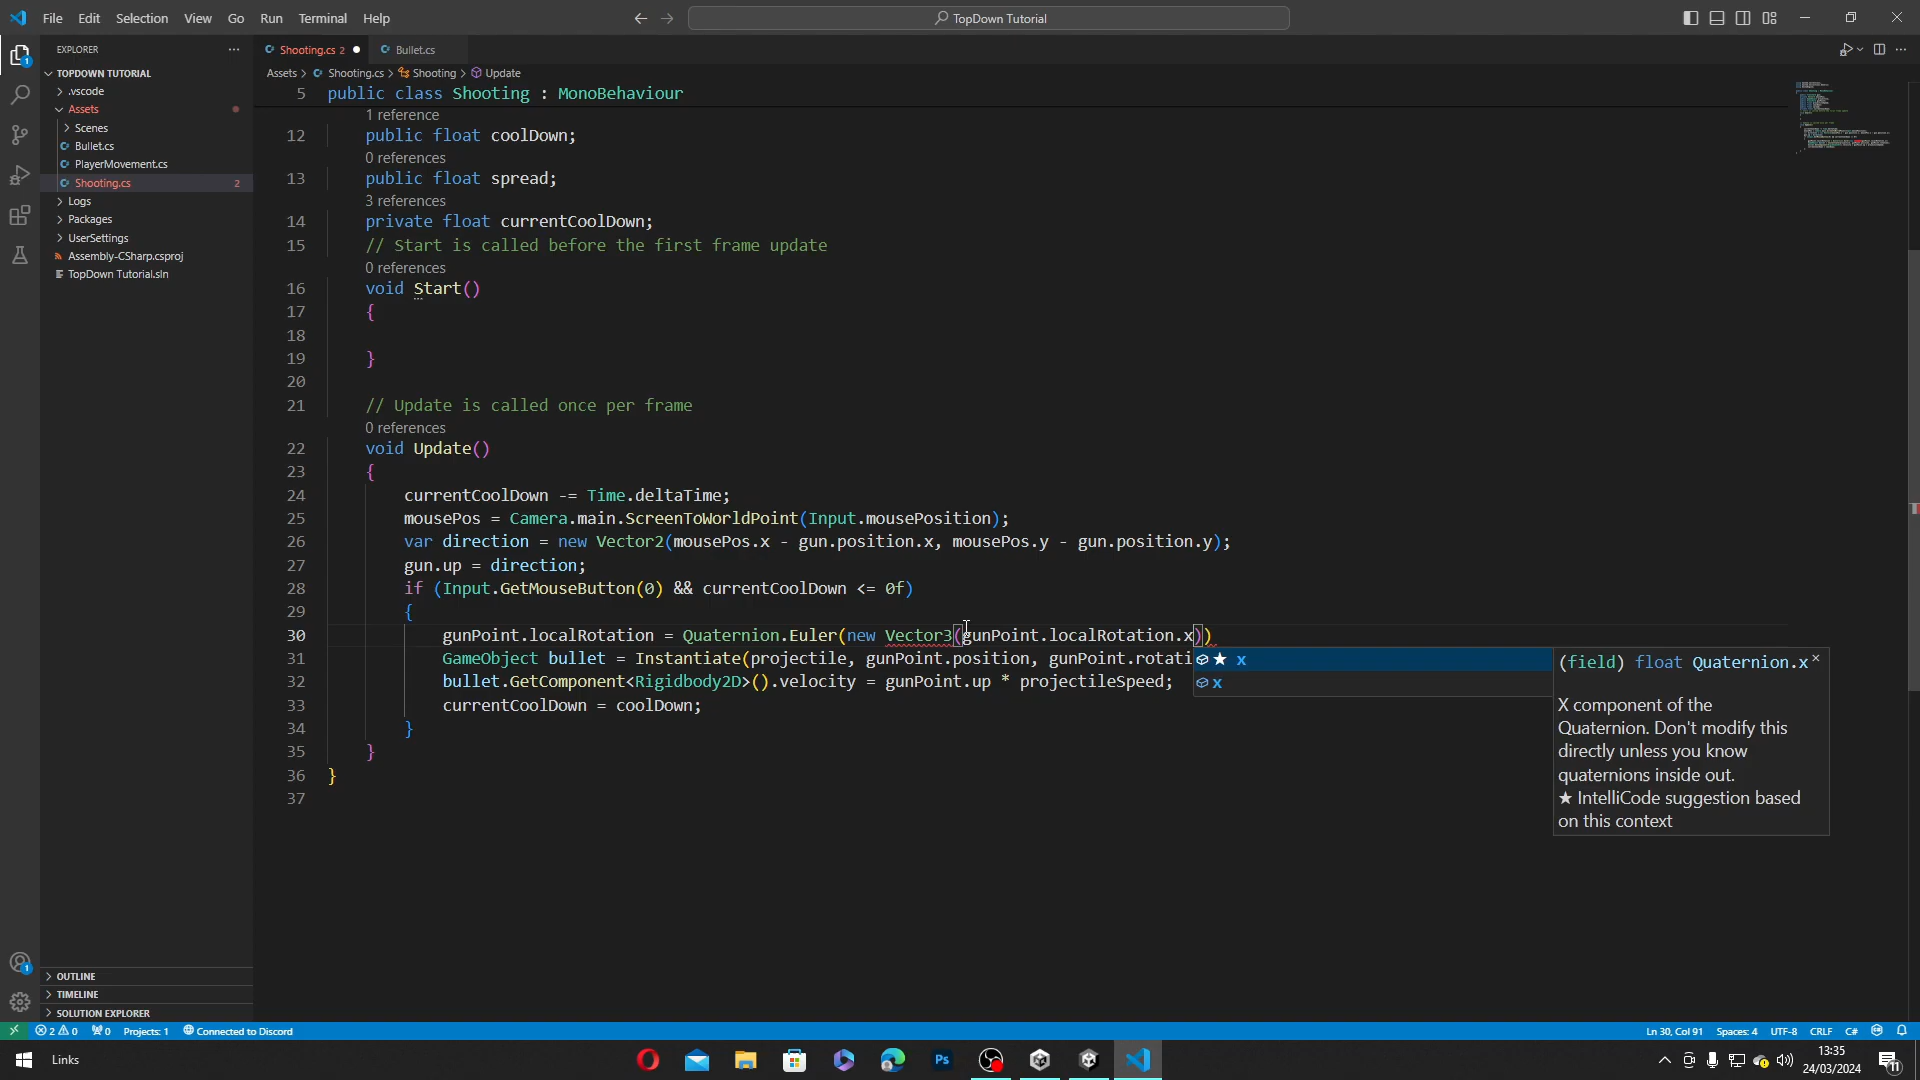 File Edit Selection View Go Run Terminal Help
TopDown Tutorial
EXPLORER
TOPDOWN TUTORIAL
.vscode
Assets
Scenes
Bullet.cs
PlayerMovement.cs
Shooting.cs 2
Logs
Packages
UserSettings
Assembly-CSharp.csproj
TopDown Tutorial.sln
OUTLINE
TIMELINE
SOLUTION EXPLORER
Shooting.cs 2
Bullet.cs
Assets > Shooting.cs > Shooting > Update
5 public class Shooting : MonoBehaviour
1 reference
12 public float coolDown;
0 references
13 public float spread;
3 references
14 private float currentCoolDown;
15 // Start is called before the first frame update
0 references
16 void Start()
17 {
18
19 }
20
21 // Update is called once per frame
0 references
22 void Update()
23 {
24 currentCoolDown -= Time.deltaTime;
25 mousePos = Camera.main.ScreenToWorldPoint(Input.mousePosition);
26 var direction = new Vector2(mousePos.x - gun.position.x, mousePos.y - gun.position.y);
27 gun.up = direction;
28 if (Input.GetMouseButton(0) && currentCoolDown <= 0f)
29 {
30 gunPoint.localRotation = Quaternion.Euler(new Vector3(gunPoint.localRotation.x))
31 GameObject bullet = Instantiate(projectile, gunPoint.position, gunPoint.rotati
32 bullet.GetComponent<Rigidbody2D>().velocity = gunPoint.up * projectileSpeed;
33 currentCoolDown = coolDown;
34 }
35 }
36 }
37
★ x
x
(field) float Quaternion.x
X component of the
Quaternion. Don't modify this
directly unless you know
quaternions inside out.
★ IntelliCode suggestion based
on this context
2 0 0 Projects: 1 Connected to Discord
Ln 30, Col 91 Spaces: 4 UTF-8 CRLF C#
Links
Ps
13:35
24/03/2024
11